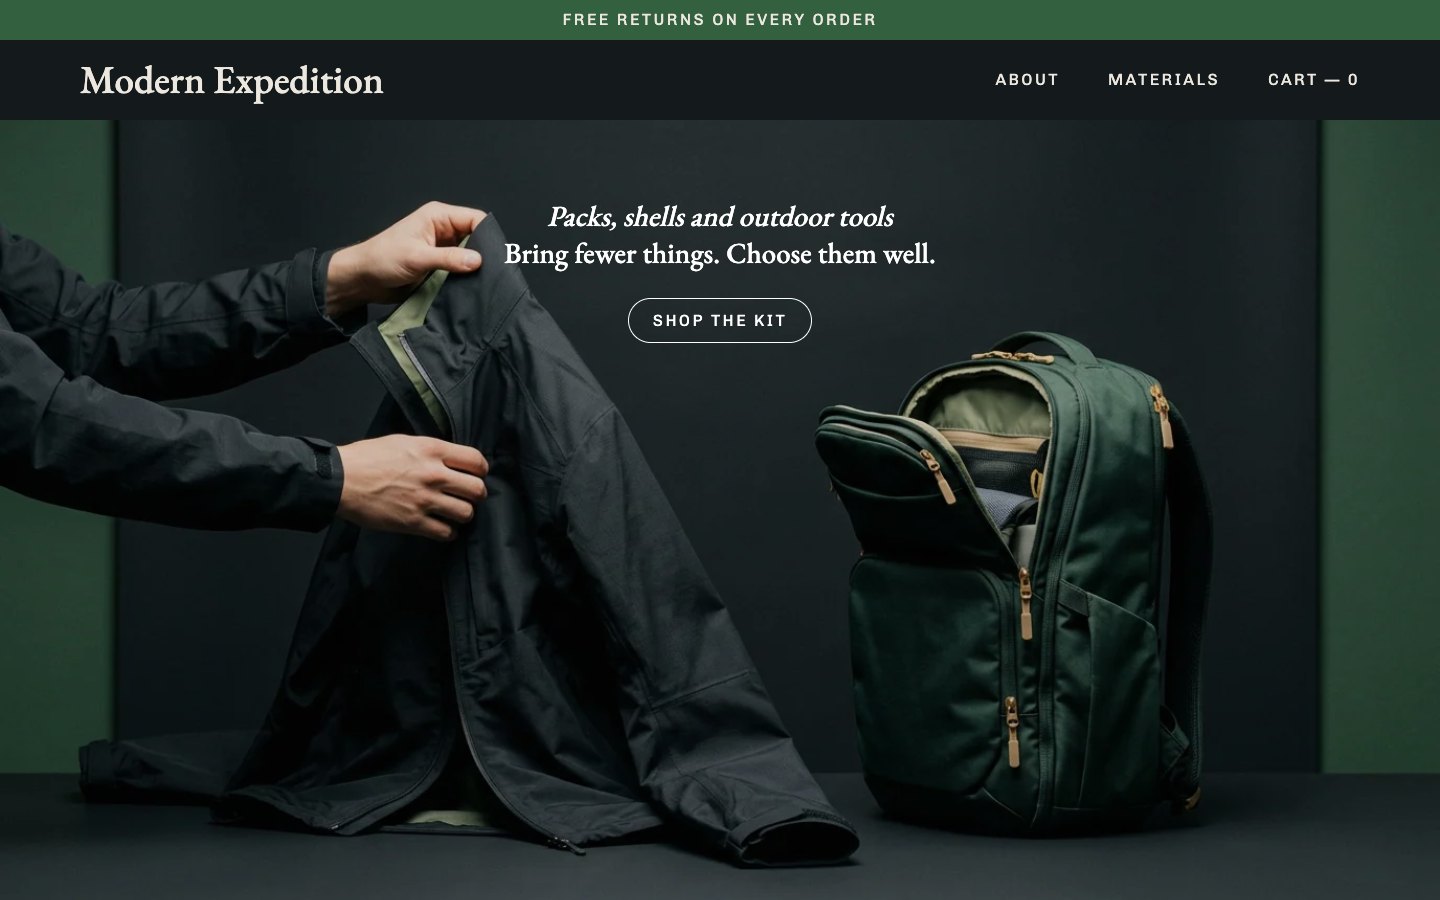 FREE RETURNS ON EVERY ORDER
Modern Expedition
ABOUT
MATERIALS
CART — 0
Packs, shells and outdoor tools
Bring fewer things. Choose them well.
SHOP THE KIT